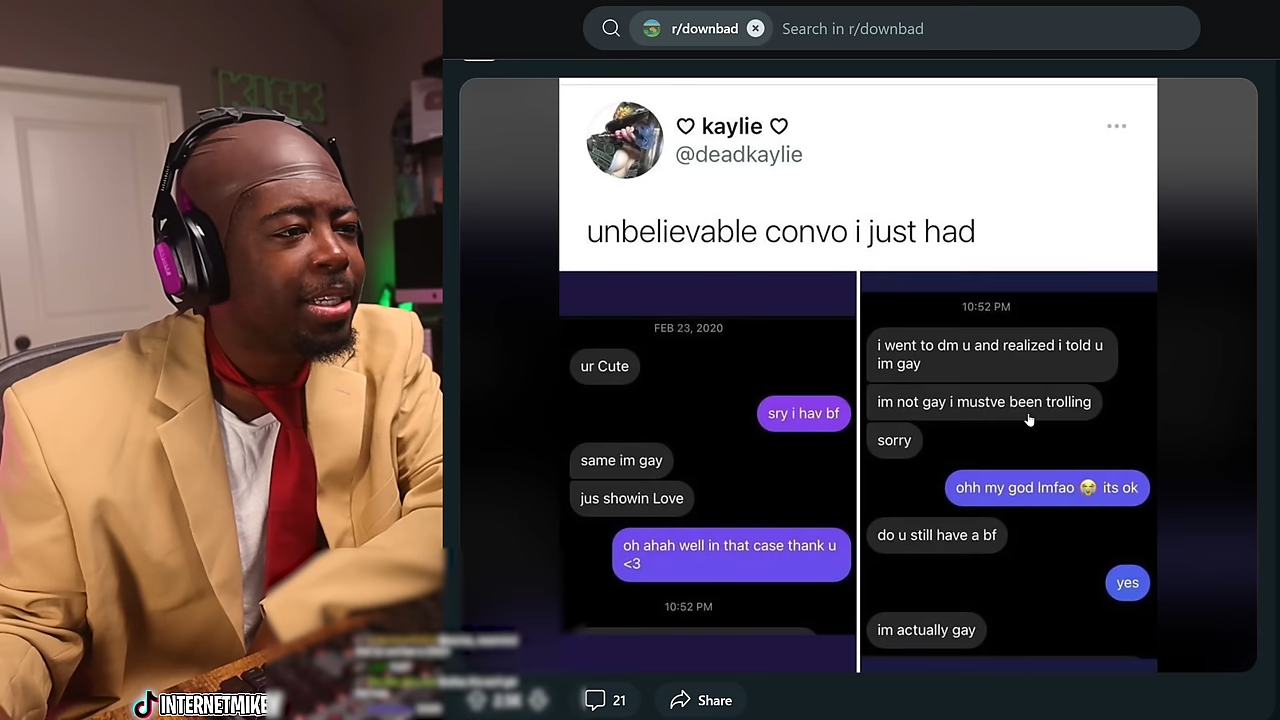 KICK
r/downbad
Search in r/downbad
♡ kaylie ♡
@deadkaylie
unbelievable convo i just had
FEB 23, 2020
ur Cute
sry i hav bf
same im gay
jus showin Love
oh ahah well in that case thank u
<3
10:52 PM
10:52 PM
i went to dm u and realized i told u
im gay
im not gay i mustve been trolling
sorry
ohh my god lmfao 😭 its ok
do u still have a bf
yes
im actually gay
21
Share
INTERNETMIKE